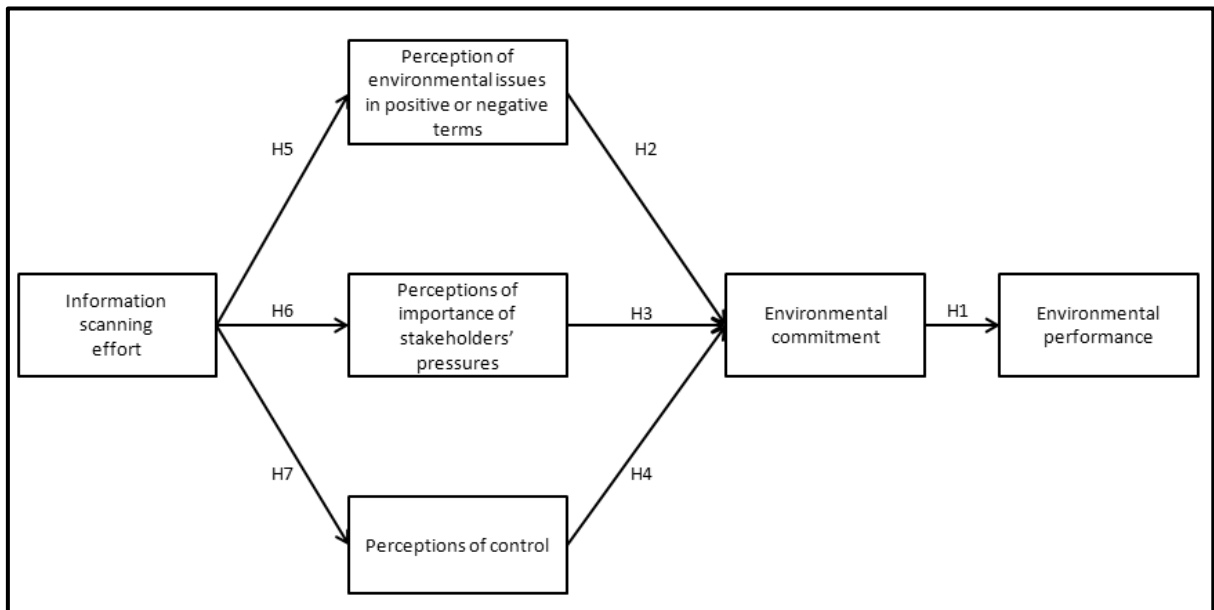 Perception of
environmental issues
in positive or negative
terms
H5
H2
Information
scanning
effort
H6
Perceptions of
importance of
stakeholders’
pressures
H3
Environmental
commitment
H1
Environmental
performance
H7
H4
Perceptions of control